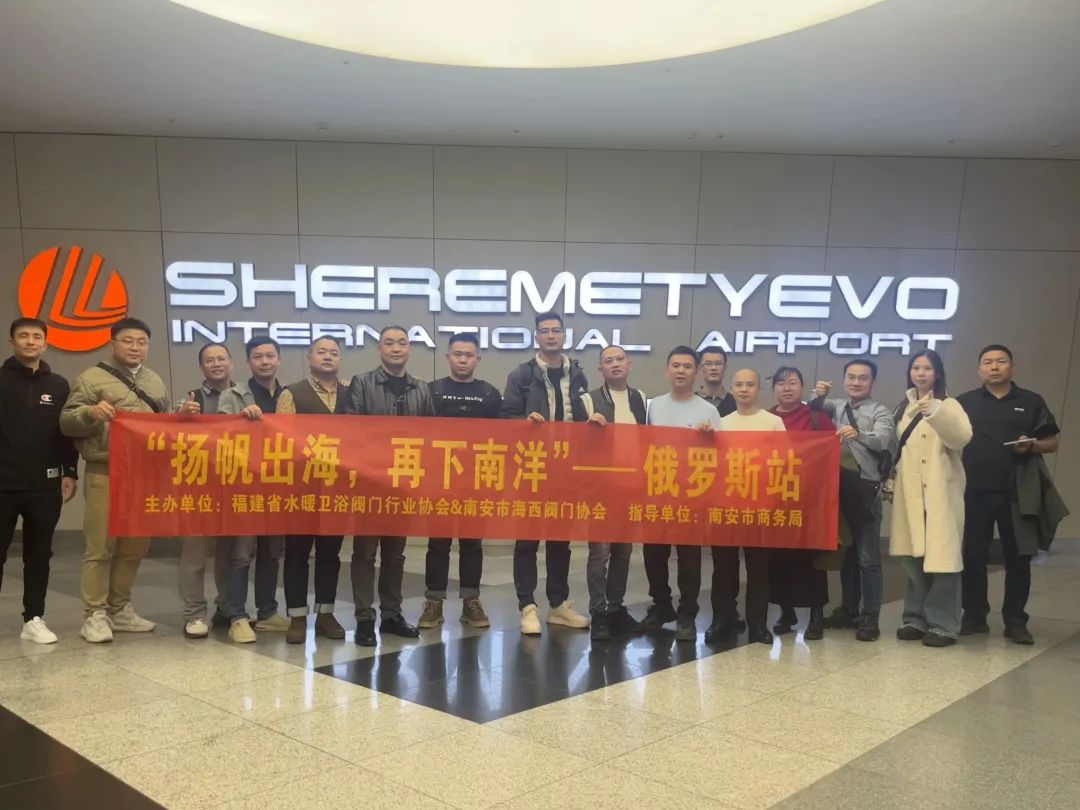 SHEREMETYEVO
INTERNATIONAL AIRPORT
“扬帆出海，再下南洋”——俄罗斯站
主办单位：福建省水暖卫浴阀门行业协会&南安市海西阀门协会 指导单位：南安市商务局